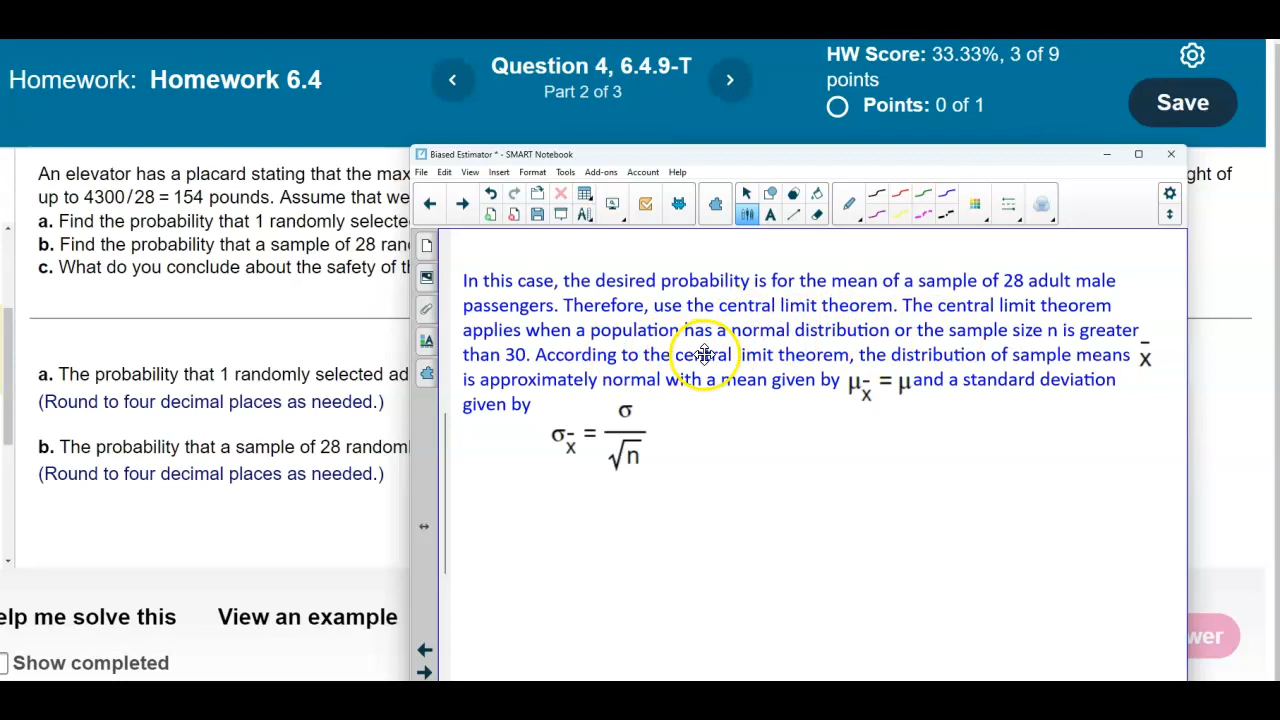 Homework: Homework 6.4
Question 4, 6.4.9-T
Part 2 of 3
HW Score: 33.33%, 3 of 9
points
Points: 0 of 1
Save
An elevator has a placard stating that the max
ght of
up to 4300/28 = 154 pounds. Assume that we
a. Find the probability that 1 randomly selecte
b. Find the probability that a sample of 28 ran
c. What do you conclude about the safety of t
a. The probability that 1 randomly selected ad
(Round to four decimal places as needed.)
b. The probability that a sample of 28 random
(Round to four decimal places as needed.)
elp me solve this
View an example
Show completed
wer
Biased Estimator * - SMART Notebook
File Edit View Insert Format Tools Add-ons Account Help
In this case, the desired probability is for the mean of a sample of 28 adult male
passengers. Therefore, use the central limit theorem. The central limit theorem
applies when a population has a normal distribution or the sample size n is greater
than 30. According to the central limit theorem, the distribution of sample means x̄
is approximately normal with a mean given by μx̄ = μ and a standard deviation
given by
σx̄ = σ/√n